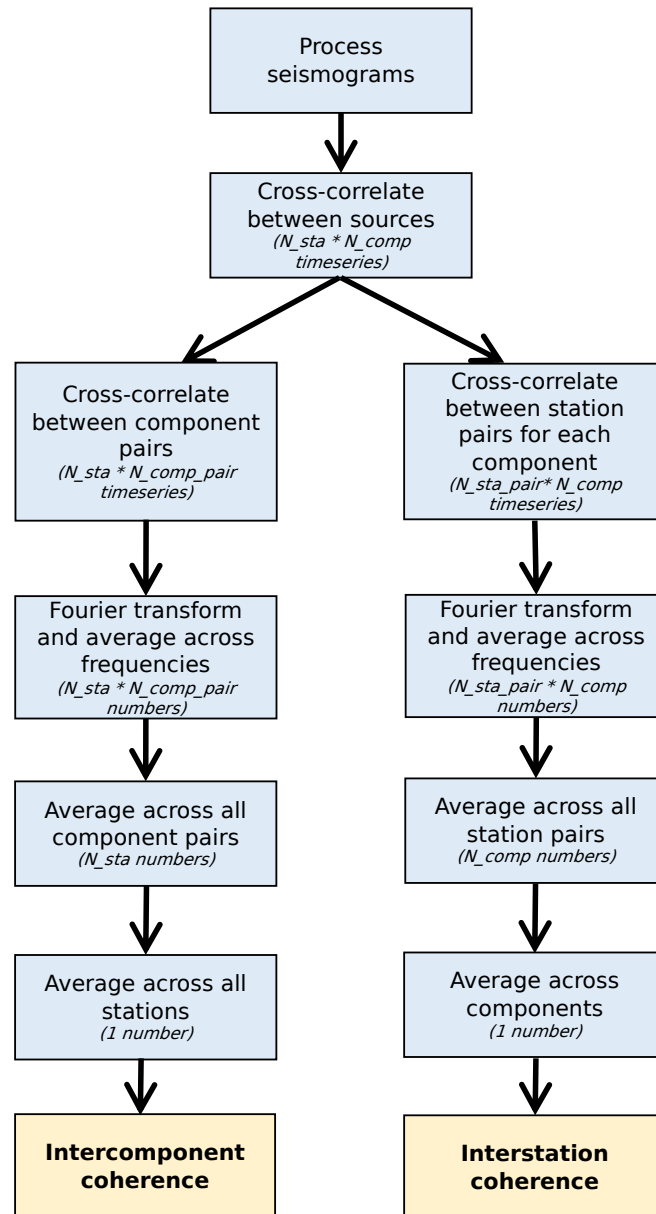 Process
seismograms
Cross-correlate
between sources
(N_sta * N_comp
timeseries)
Cross-correlate
between component
pairs
(N_sta * N_comp_pair
timeseries)
Cross-correlate
between station
pairs for each
component
(N_sta_pair* N_comp
timeseries)
Fourier transform
and average across
frequencies
(N_sta * N_comp_pair
numbers)
Fourier transform
and average across
frequencies
(N_sta_pair * N_comp
numbers)
Average across all
component pairs
(N_sta numbers)
Average across all
station pairs
(N_comp numbers)
Average across all
stations
(1 number)
Average across
components
(1 number)
Intercomponent
coherence
Interstation
coherence